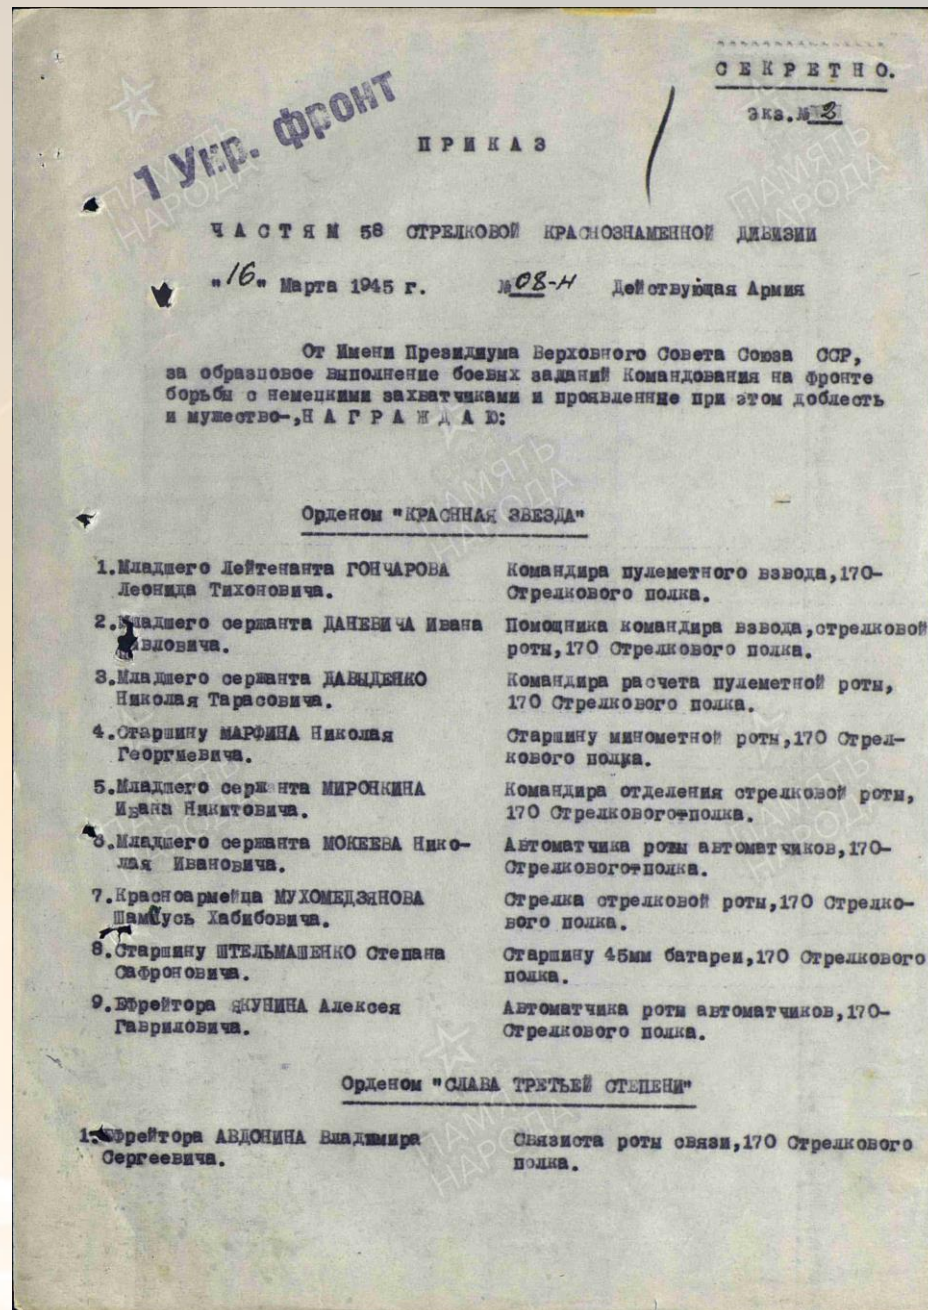 СЕКРЕТНО.
Экз.№ 2
1 Укр. фронт
ПРИКАЗ
ЧАСТЯМ 58 СТРЕЛКОВОЙ КРАСНОЗНАМЕННОЙ ДИВИЗИИ
"16" Марта 1945 г. №08-Н Действующая Армия
От Имени Президиума Верховного Совета Союза ССР,
за образцовое выполнение боевых заданий Командования на фронте
борьбы с немецкими захватчиками и проявленние при этом доблесть
и мужество-,НАГРАЖДАЮ:
Орденом "КРАСННАЯ ЗВЕЗДА"
1.Младшего Лейтенанта ГОНЧАРОВА Командира пулеметного взвода,170-
Леонида Тихоновича. Стрелкового полка.
2.Младшего сержанта ДАНЕВИЧА Ивана Помощника командира взвода,стрелковой
Павловича. роты,170 Стрелкового полка.
3.Младшего сержанта ДАВЫДЕНКО Командира расчета пулеметной роты,
Николая Тарасовича. 170 Стрелкового полка.
4.Старшину МАРФИНА Николая Старшину минометной роты,170 Стрел-
Георгиевича. кового полка.
5.Младшего сержанта МИРОНКИНА Командира отделения стрелковой роты,
Ивана Никитовича. 170 Стрелкового полка.
6.Младшего сержанта МОКЕЕВА Нико- Автоматчика роты автоматчиков,170-
лая Ивановича. Стрелкового полка.
7.Красноармейца МУХОМЕДЗЯНОВА Стрелка стрелковой роты,170 Стрелко-
Хабибовича. вого полка.
8.Старшину ШТЕЛЬМАШЕНКО Степана Старшину 45мм батареи,170 Стрелкового
Сафроновича. полка.
9.Ефрейтора ЯКУНИНА Алексея Автоматчика роты автоматчиков,170-
Гавриловича. Стрелкового полка.
Орденом "СЛАВА ТРЕТЬЕЙ СТЕПЕНИ"
1.Ефрейтора АВДОНИНА Владимира Связиста роты связи,170 Стрелкового
Сергеевича. полка.
ПАМЯТЬ
НАРОДА